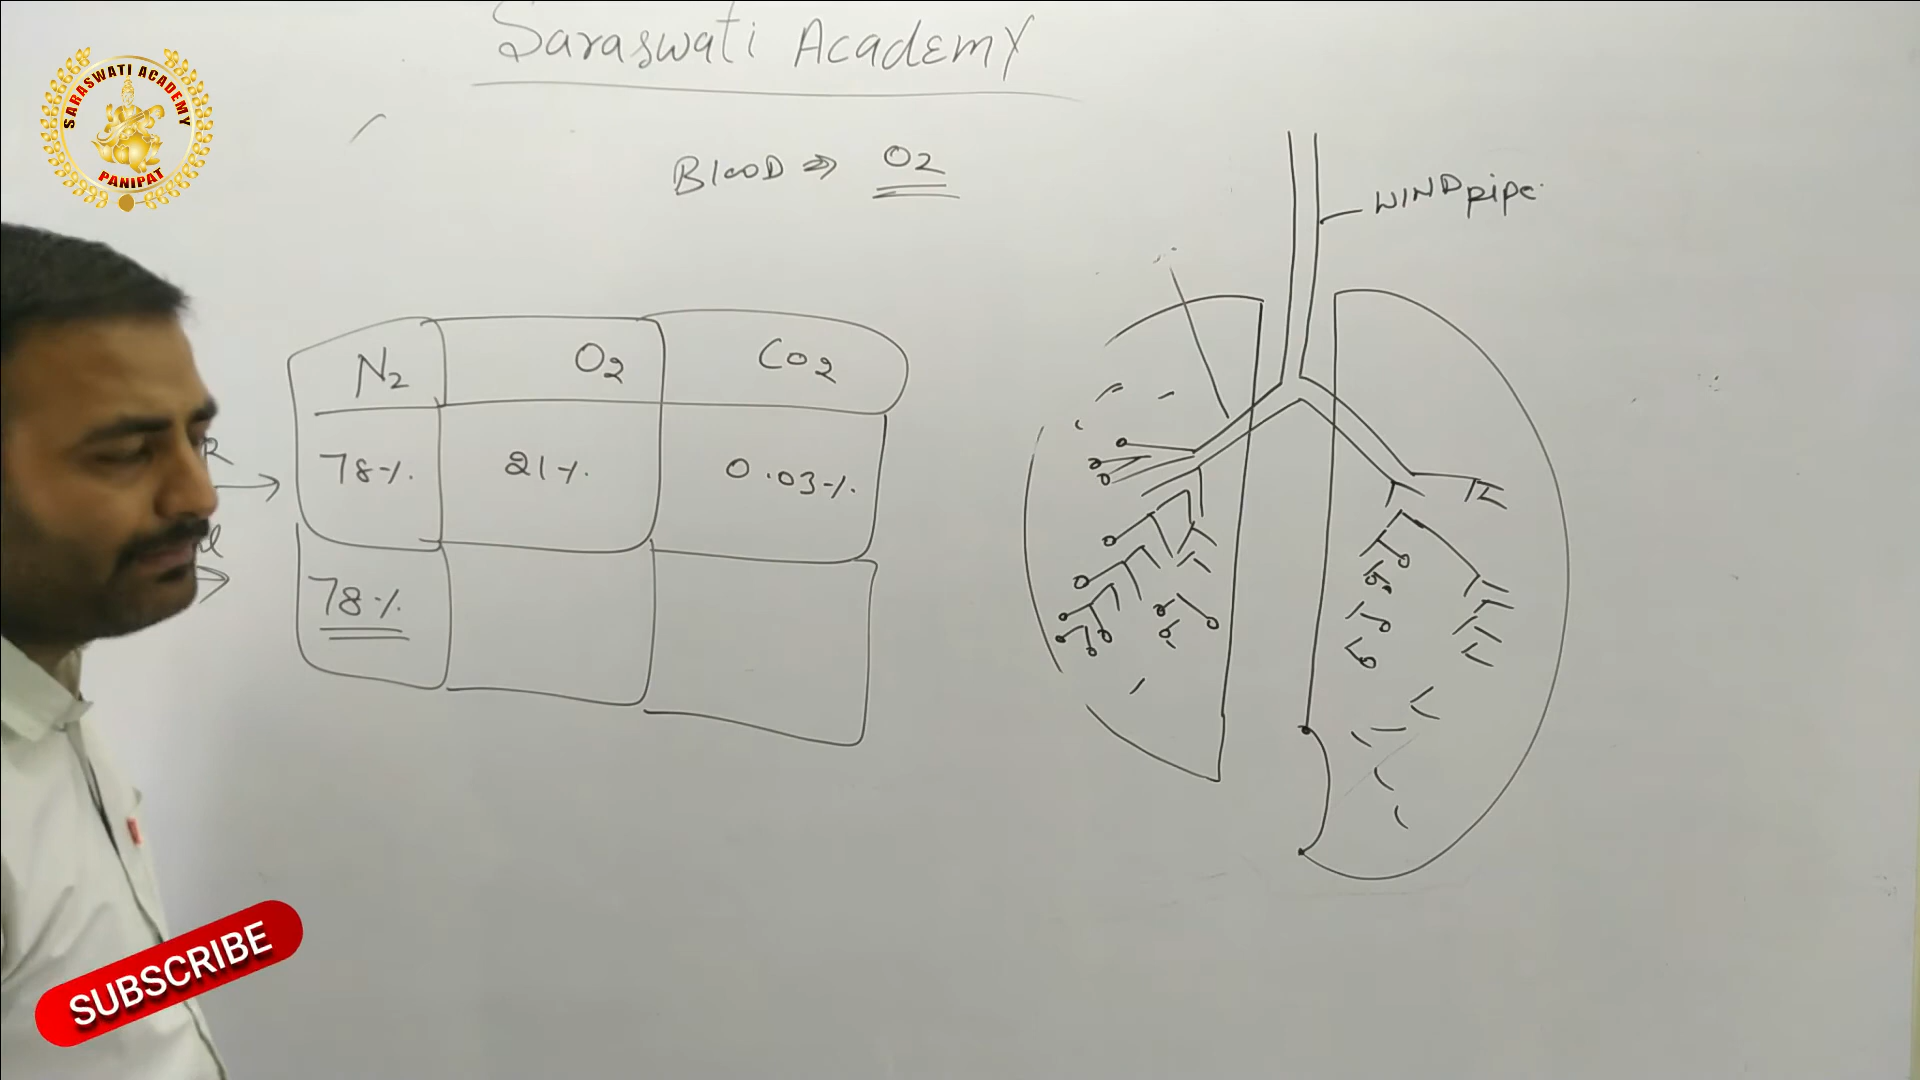 Saraswati Academy
SARASWATI ACADEMY
PANIPAT
Blood ⇒ O2
WINDpipe
N2 O2 CO2
78% 21% 0.03%
78%
SUBSCRIBE